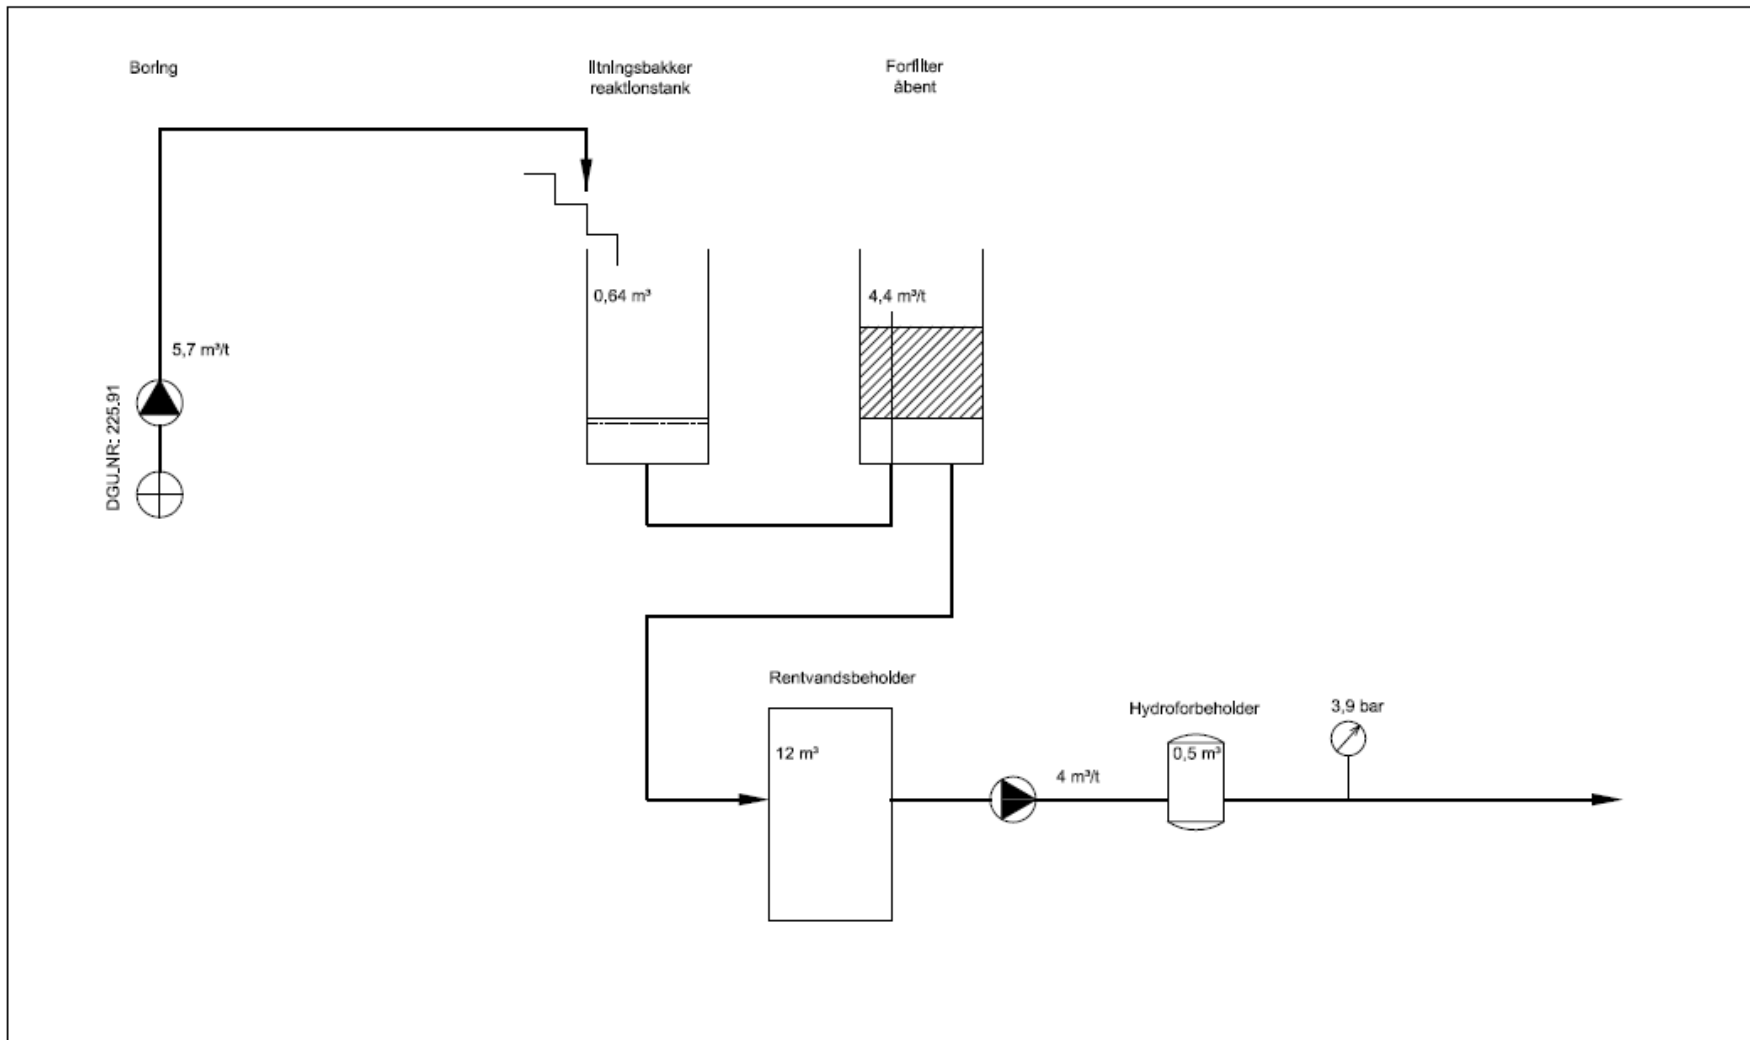 Boring
Iltningsbakker
reaktionstank
Forfilter
åbent
0,64 m³
4,4 m³/t
5,7 m³/t
DGU.NR: 225.91
Rentvandsbeholder
Hydroforbeholder
3,9 bar
12 m³
0,5 m³
4 m³/t